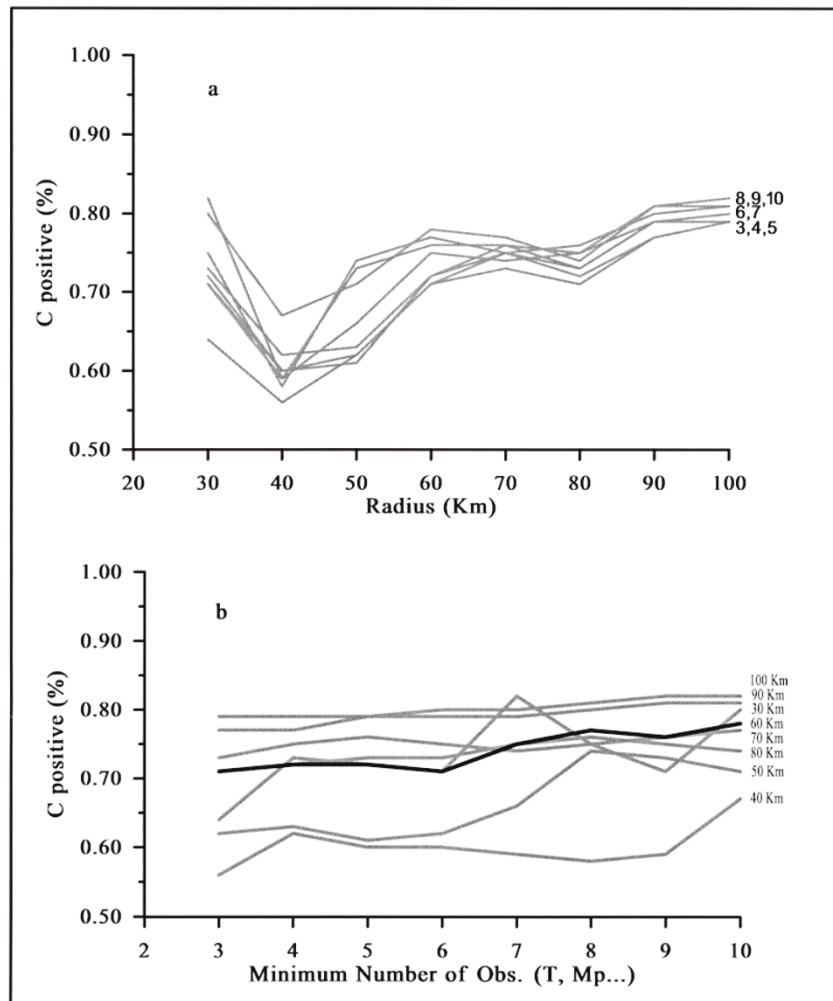 1.00
a
0.90
0.80
0.70
0.60
0.50
C positive (%)
8,9,10
6,7
3,4,5
20 30 40 50 60 70 80 90 100
Radius (Km)
1.00
b
0.90
0.80
0.70
0.60
0.50
C positive (%)
100 Km
90 Km
30 Km
60 Km
70 Km
80 Km
50 Km
40 Km
2 3 4 5 6 7 8 9 10
Minimum Number of Obs. (T, Mp...)